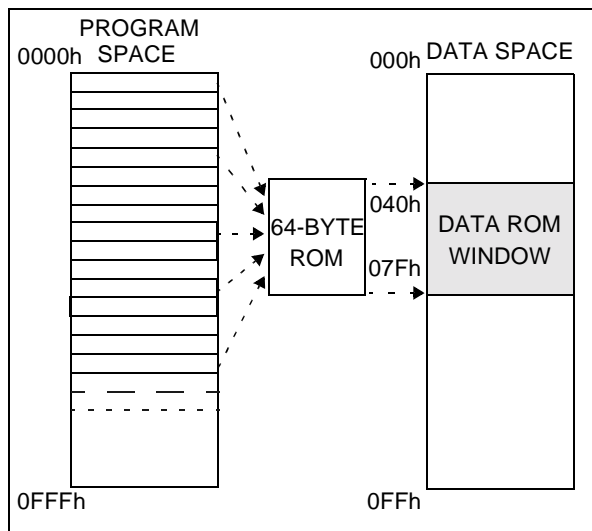 PROGRAM
SPACE
0000h
000h
DATA SPACE
64-BYTE
ROM
040h
07Fh
DATA ROM
WINDOW
0FFFh
0FFh